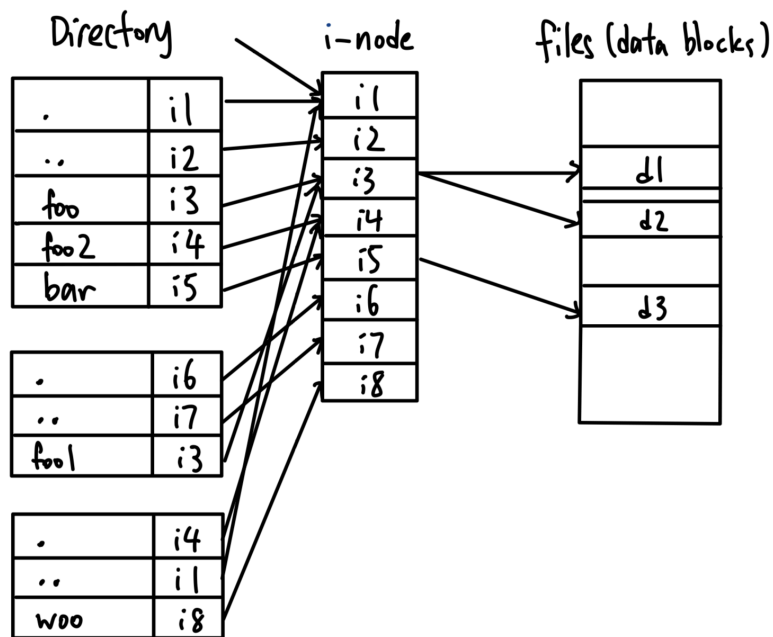 Directory
. i1
.. i2
foo i3
foo2 i4
bar i5
. i6
.. i7
foo1 i3
. i4
.. i1
woo i8
i-node
i1
i2
i3
i4
i5
i6
i7
i8
files (data blocks)
d1
d2
d3